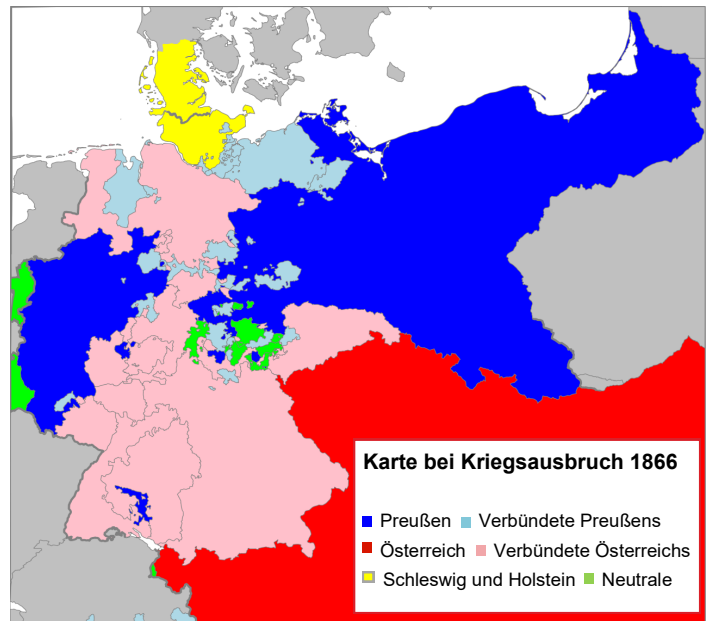 Karte bei Kriegsausbruch 1866
Preußen Verbündete Preußens
Österreich Verbündete Österreichs
Schleswig und Holstein Neutrale